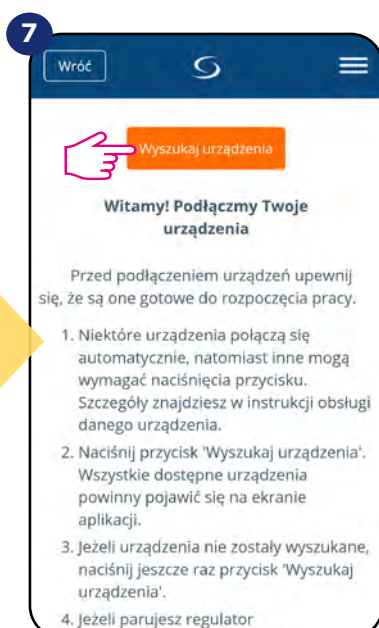 7
Wróć
Wyszukaj urządzenia
Witamy! Podłączmy Twoje
urządzenia
Przed podłączeniem urządzeń upewnij
się, że są one gotowe do rozpoczęcia pracy.
1. Niektóre urządzenia połączą się
automatycznie, natomiast inne mogą
wymagać naciśnięcia przycisku.
Szczegóły znajdziesz w instrukcji obsługi
danego urządzenia.
2. Naciśnij przycisk 'Wyszukaj urządzenia'.
Wszystkie dostępne urządzenia
powinny pojawić się na ekranie
aplikacji.
3. Jeżeli urządzenia nie zostały wyszukane,
naciśnij jeszcze raz przycisk 'Wyszukaj
urządzenia'.
4. Jeżeli parujesz regulator